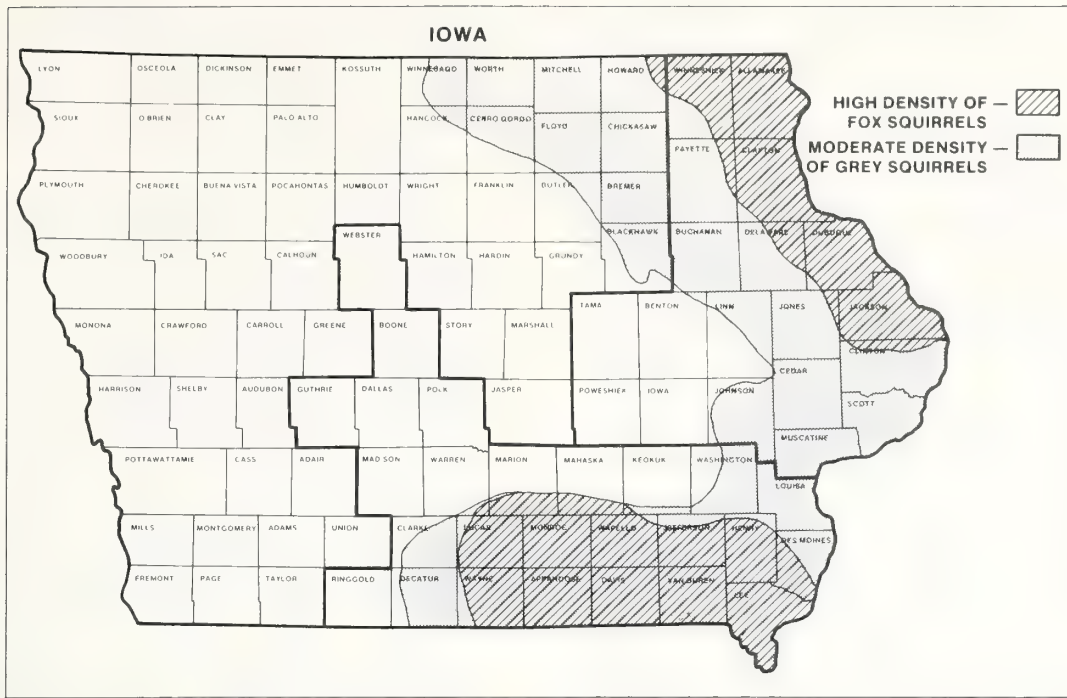 IOWA
LYON OSCEOLA DICKINSON EMMET KOSSUTH WINNEBAGO WORTH MITCHELL HOWARD WINNESHIEK ALLAMAKEE
HIGH DENSITY OF —
FOX SQUIRRELS
MODERATE DENSITY —
OF GREY SQUIRRELS
SIOUX O'BRIEN CLAY PALO ALTO HANCOCK CERRO GORDO FLOYD CHICKASAW
PAYETTE CLAYTON
PLYMOUTH CHEROKEE BUENA VISTA POCAHONTAS HUMBOLDT WRIGHT FRANKLIN BUTLER BREMER
WEBSTER BLACKHAWK BUCHANAN DELAWARE DUBUQUE
WOODBURY IDA SAC CALHOUN HAMILTON HARDIN GRUNDY
TAMA BENTON LINN JONES JACKSON
MONONA CRAWFORD CARROLL GREENE BOONE STORY MARSHALL
CLINTON
CEDAR
HARRISON SHELBY AUDUBON GUTHRIE DALLAS POLK JASPER POWESHIEK IOWA JOHNSON
SCOTT
MUSCATINE
POTTAWATTAMIE CASS ADAIR MADISON WARREN MARION MAHASKA KEOKUK WASHINGTON
LOUISA
MILLS MONTGOMERY ADAMS UNION CLARKE LUCAS MONROE WAPELLO JEFFERSON HENRY
DES MOINES
FREMONT PAGE TAYLOR RINGGOLD DECATUR WAYNE APPANOOSE DAVIS VAN BUREN
LEE